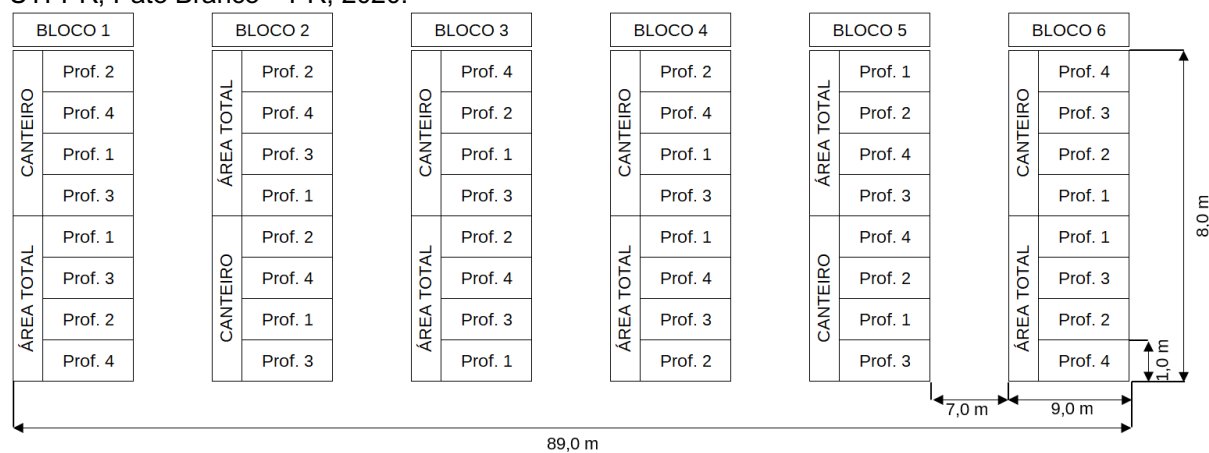 UTFPR, Pato Branco – PR, 2020.
BLOCO 1 BLOCO 2 BLOCO 3 BLOCO 4 BLOCO 5 BLOCO 6
CANTEIRO ÁREA TOTAL CANTEIRO CANTEIRO ÁREA TOTAL CANTEIRO
Prof. 2 Prof. 2 Prof. 4 Prof. 2 Prof. 1 Prof. 4
Prof. 4 Prof. 4 Prof. 2 Prof. 4 Prof. 2 Prof. 3
Prof. 1 Prof. 3 Prof. 1 Prof. 1 Prof. 4 Prof. 2
Prof. 3 Prof. 1 Prof. 3 Prof. 3 Prof. 3 Prof. 1
ÁREA TOTAL CANTEIRO ÁREA TOTAL ÁREA TOTAL CANTEIRO ÁREA TOTAL
Prof. 1 Prof. 2 Prof. 2 Prof. 1 Prof. 4 Prof. 1
Prof. 3 Prof. 4 Prof. 4 Prof. 4 Prof. 2 Prof. 3
Prof. 2 Prof. 1 Prof. 3 Prof. 3 Prof. 1 Prof. 2
Prof. 4 Prof. 3 Prof. 1 Prof. 2 Prof. 3 Prof. 4
8.0 m
1,0 m
7,0 m 9,0 m
89,0 m